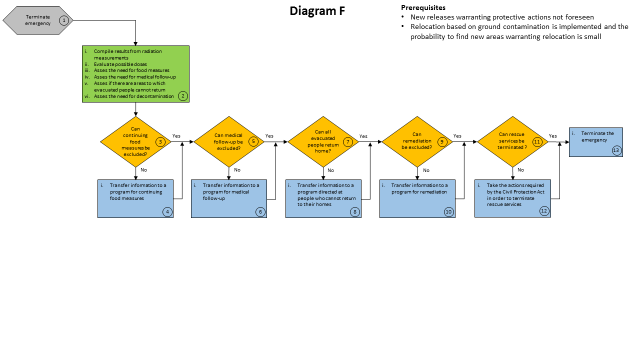 Diagram F
Prerequisites
• New releases warranting protective actions not foreseen
• Relocation based on ground contamination is implemented and the
probability to find new areas warranting relocation is small
Terminate
emergency
1
i. Compile results from radiation
measurements
ii. Evaluate possible doses
iii. Asses the need for food measures
iv. Asses the need for medical follow-up
v. Asses if there are areas to which
evacuated people cannot return
vi. Asses the need for decontamination
2
Can
continuing
food
measures be
excluded?
3
Yes
No
i. Transfer information to a
program for continuing
food measures
4
Can medical
follow-up be
excluded?
5
Yes
No
i. Transfer information to a
program for medical
follow-up
6
Can all
evacuated
people return
home?
7
Yes
No
i. Transfer information to a
program directed at
people who cannot return
to their homes
8
Can
remediation
be excluded?
9
Yes
No
i. Transfer information to a
program for remediation
10
Can rescue
services be
terminated ?
11
Yes
No
i. Take the actions required
by the Civil Protection Act
in order to terminate
rescue services
12
i. Terminate the
emergency
13